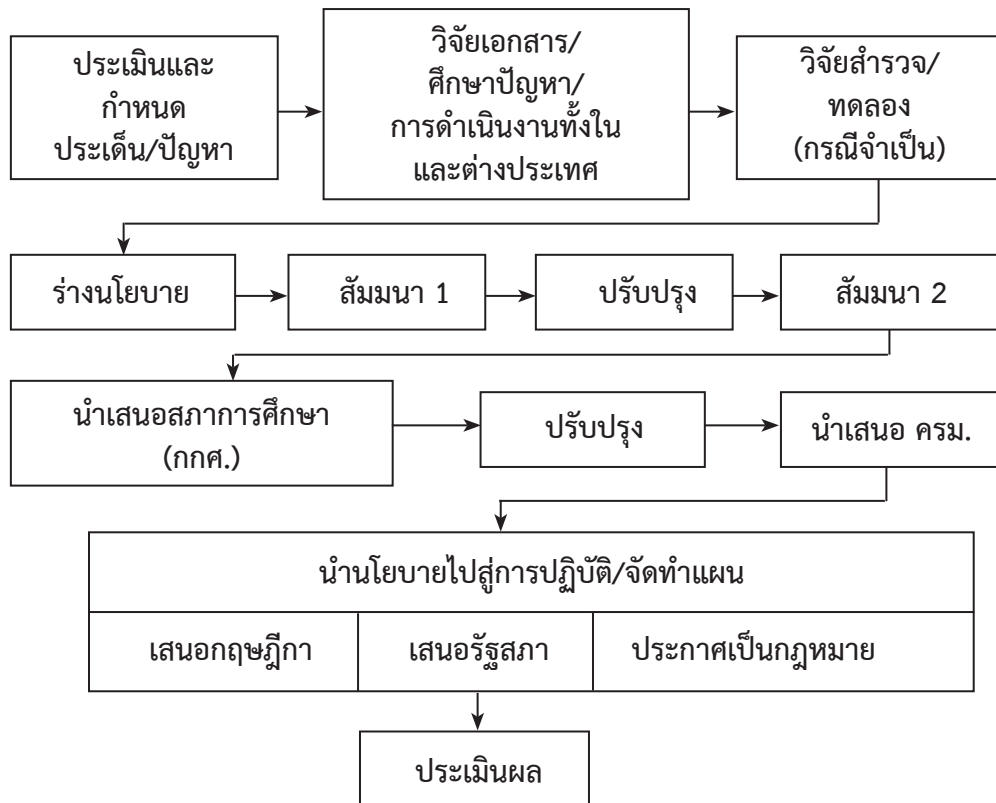 ประเมินและ
กำหนด
ประเด็น/ปัญหา
วิจัยเอกสาร/
ศึกษาปัญหา/
การดำเนินงานทั้งใน
และต่างประเทศ
วิจัยสำรวจ/
ทดลอง
(กรณีจำเป็น)
ร่างนโยบาย
สัมมนา 1
ปรับปรุง
สัมมนา 2
นำเสนอสภาการศึกษา
(กกศ.)
ปรับปรุง
นำเสนอ ครม.
นำนโยบายไปสู่การปฏิบัติ/จัดทำแผน
เสนอกฤษฎีกา
เสนอรัฐสภา
ประกาศเป็นกฎหมาย
ประเมินผล